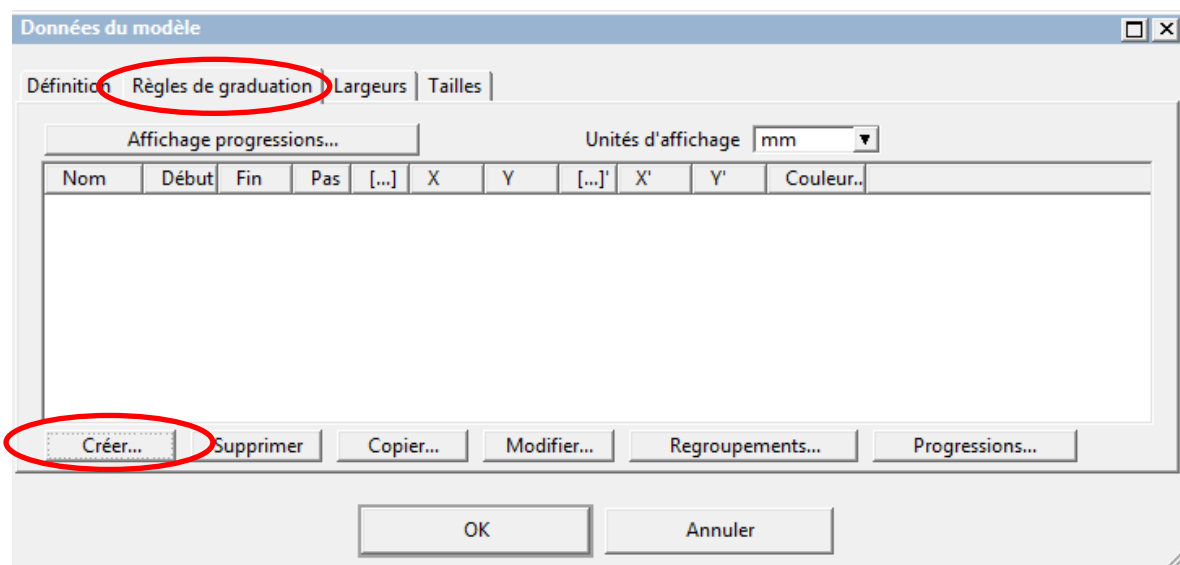 Données du modèle
Définition Règles de graduation Largeurs Tailles
Affichage progressions... Unités d'affichage mm
Nom Début Fin Pas [...] X Y [...]' X' Y' Couleur..
Créer... Supprimer Copier... Modifier... Regroupements... Progressions...
OK Annuler